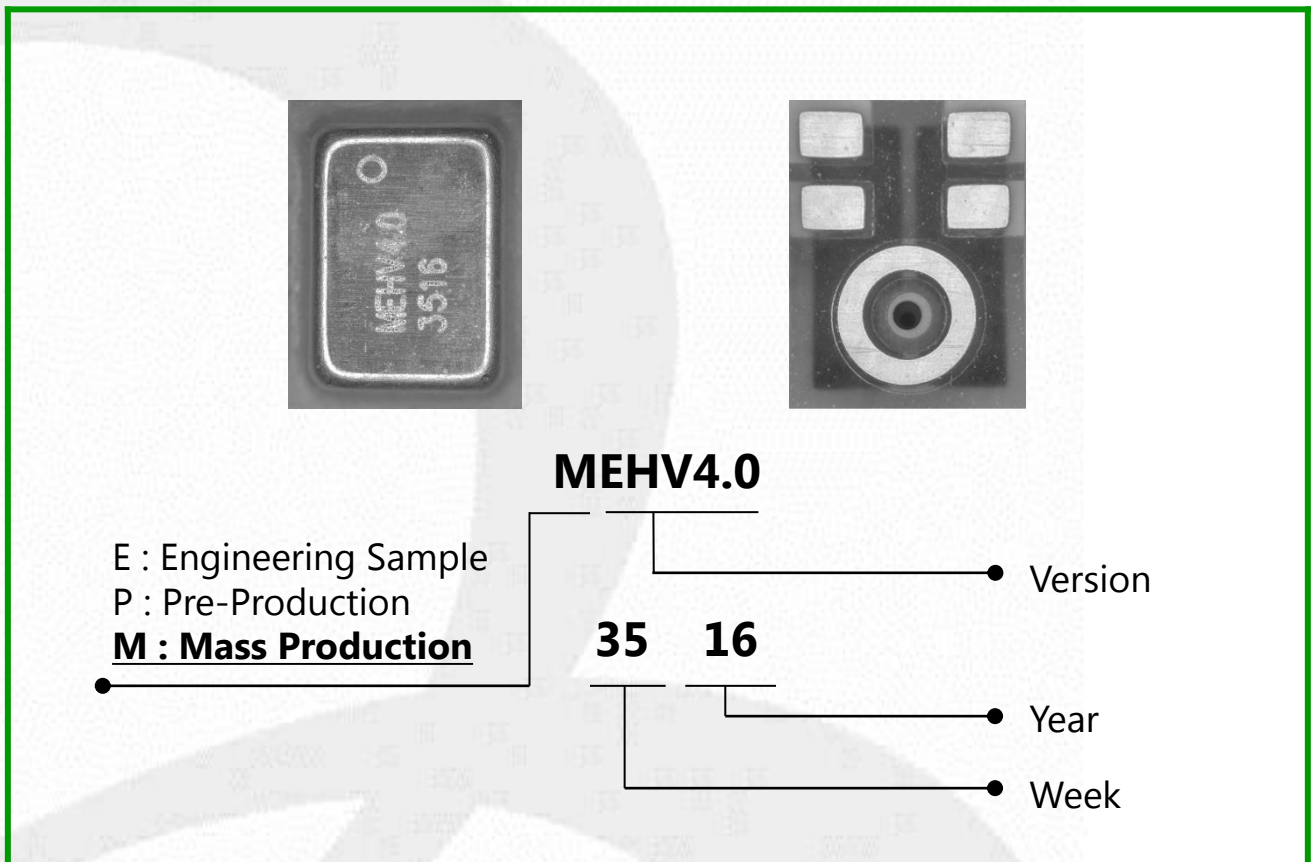 MEHV4.0
3516
MEHV4.0
E : Engineering Sample
P : Pre-Production
M : Mass Production
Version
35 16
Year
Week